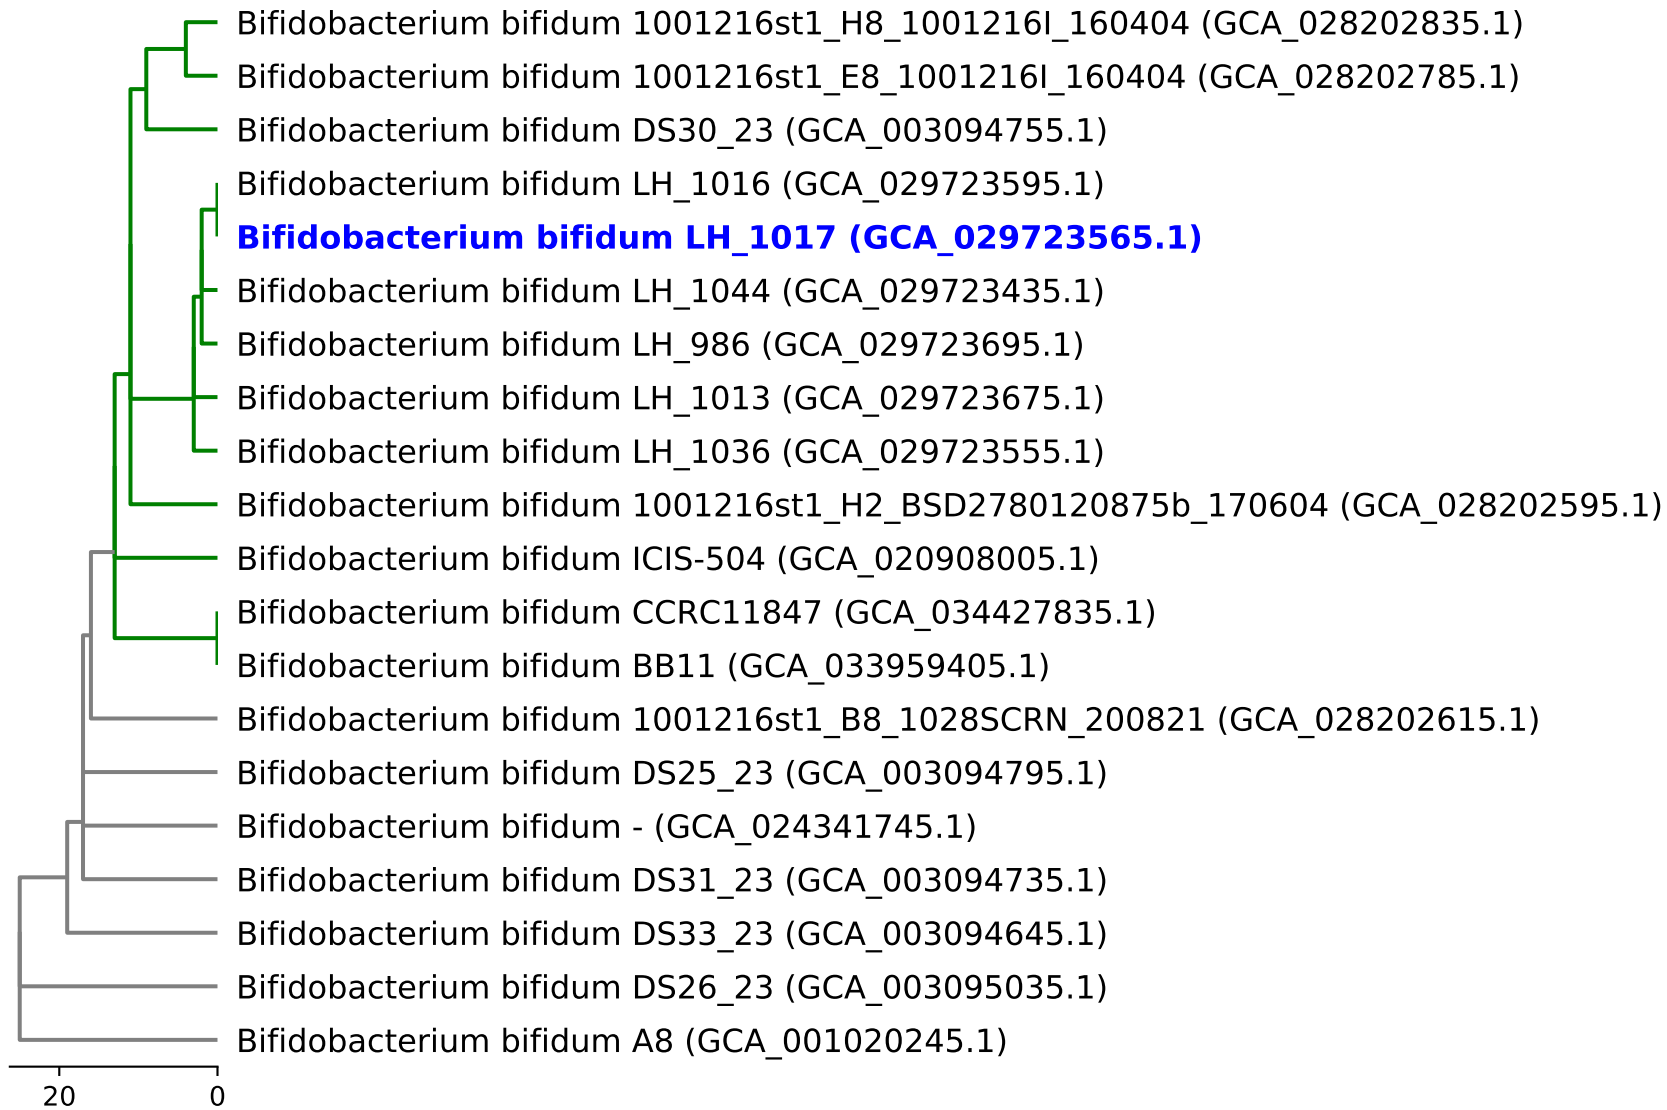 Bifidobacterium bifidum 1001216st1_H8_1001216I_160404 (GCA_028202835.1)
Bifidobacterium bifidum 1001216st1_E8_1001216I_160404 (GCA_028202785.1)
Bifidobacterium bifidum DS30_23 (GCA_003094755.1)
Bifidobacterium bifidum LH_1016 (GCA_029723595.1)
Bifidobacterium bifidum LH_1017 (GCA_029723565.1)
Bifidobacterium bifidum LH_1044 (GCA_029723435.1)
Bifidobacterium bifidum LH_986 (GCA_029723695.1)
Bifidobacterium bifidum LH_1013 (GCA_029723675.1)
Bifidobacterium bifidum LH_1036 (GCA_029723555.1)
Bifidobacterium bifidum 1001216st1_H2_BSD2780120875b_170604 (GCA_028202595.1)
Bifidobacterium bifidum ICIS-504 (GCA_020908005.1)
Bifidobacterium bifidum CCRC11847 (GCA_034427835.1)
Bifidobacterium bifidum BB11 (GCA_033959405.1)
Bifidobacterium bifidum 1001216st1_B8_1028SCRN_200821 (GCA_028202615.1)
Bifidobacterium bifidum DS25_23 (GCA_003094795.1)
Bifidobacterium bifidum - (GCA_024341745.1)
Bifidobacterium bifidum DS31_23 (GCA_003094735.1)
Bifidobacterium bifidum DS33_23 (GCA_003094645.1)
Bifidobacterium bifidum DS26_23 (GCA_003095035.1)
Bifidobacterium bifidum A8 (GCA_001020245.1)
20 0